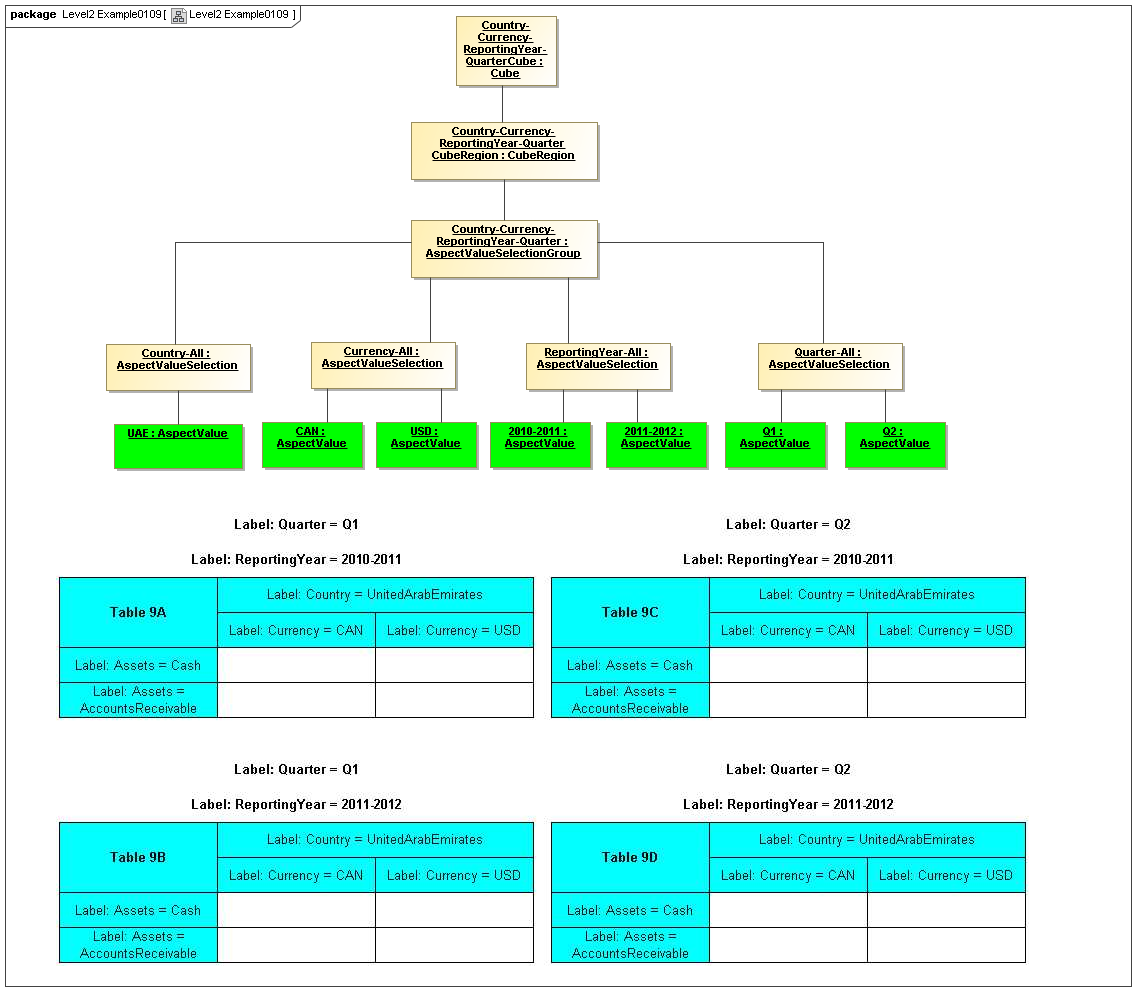 package Level2 Example0109[ Level2 Example0109 ]
Country-
Currency-
ReportingYear-
QuarterCube :
Cube
Country-Currency-
ReportingYear-Quarter
CubeRegion : CubeRegion
Country-Currency-
ReportingYear-Quarter :
AspectValueSelectionGroup
Country-All :
AspectValueSelection
Currency-All :
AspectValueSelection
ReportingYear-All :
AspectValueSelection
Quarter-All :
AspectValueSelection
UAE : AspectValue
CAN :
AspectValue
USD :
AspectValue
2010-2011 :
AspectValue
2011-2012 :
AspectValue
Q1 :
AspectValue
Q2 :
AspectValue
Label: Quarter = Q1
Label: ReportingYear = 2010-2011
Table 9A
Label: Country = UnitedArabEmirates
Label: Currency = CAN
Label: Currency = USD
Label: Assets = Cash
Label: Assets =
AccountsReceivable
Label: Quarter = Q2
Label: ReportingYear = 2010-2011
Table 9C
Label: Country = UnitedArabEmirates
Label: Currency = CAN
Label: Currency = USD
Label: Assets = Cash
Label: Assets =
AccountsReceivable
Label: Quarter = Q1
Label: ReportingYear = 2011-2012
Table 9B
Label: Country = UnitedArabEmirates
Label: Currency = CAN
Label: Currency = USD
Label: Assets = Cash
Label: Assets =
AccountsReceivable
Label: Quarter = Q2
Label: ReportingYear = 2011-2012
Table 9D
Label: Country = UnitedArabEmirates
Label: Currency = CAN
Label: Currency = USD
Label: Assets = Cash
Label: Assets =
AccountsReceivable